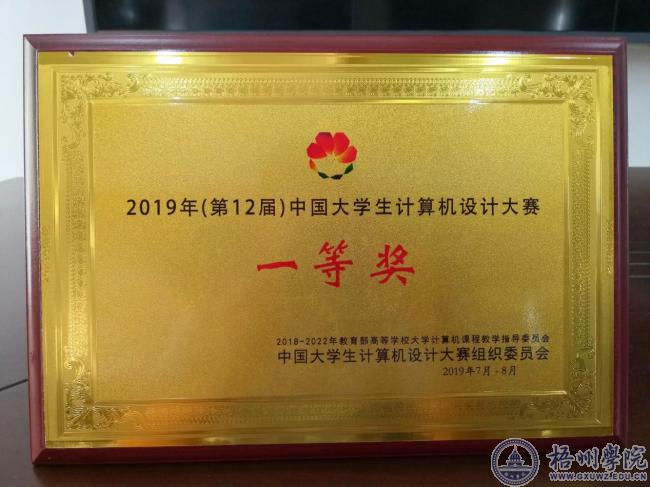 2019年(第12届)中国大学生计算机设计大赛
一等奖
2018-2022年教育部高等学校大学计算机课程教学指导委员会
中国大学生计算机设计大赛组织委员会
2019年7月-8月
梧州学院
WWW.GXUWZ.EDU.CN